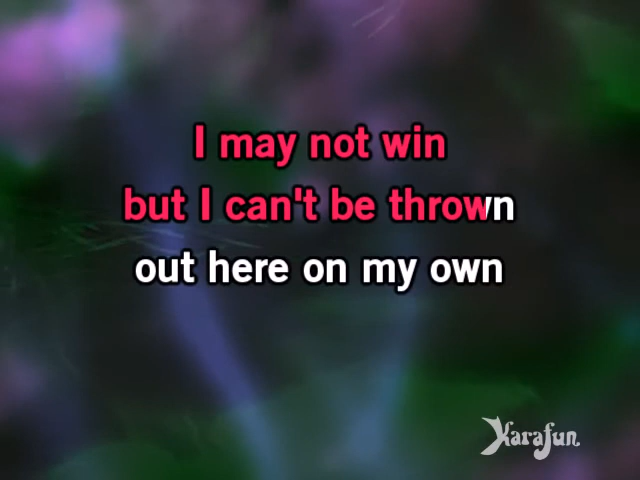 I may not win
but I can't be thrown
out here on my own
Karafun